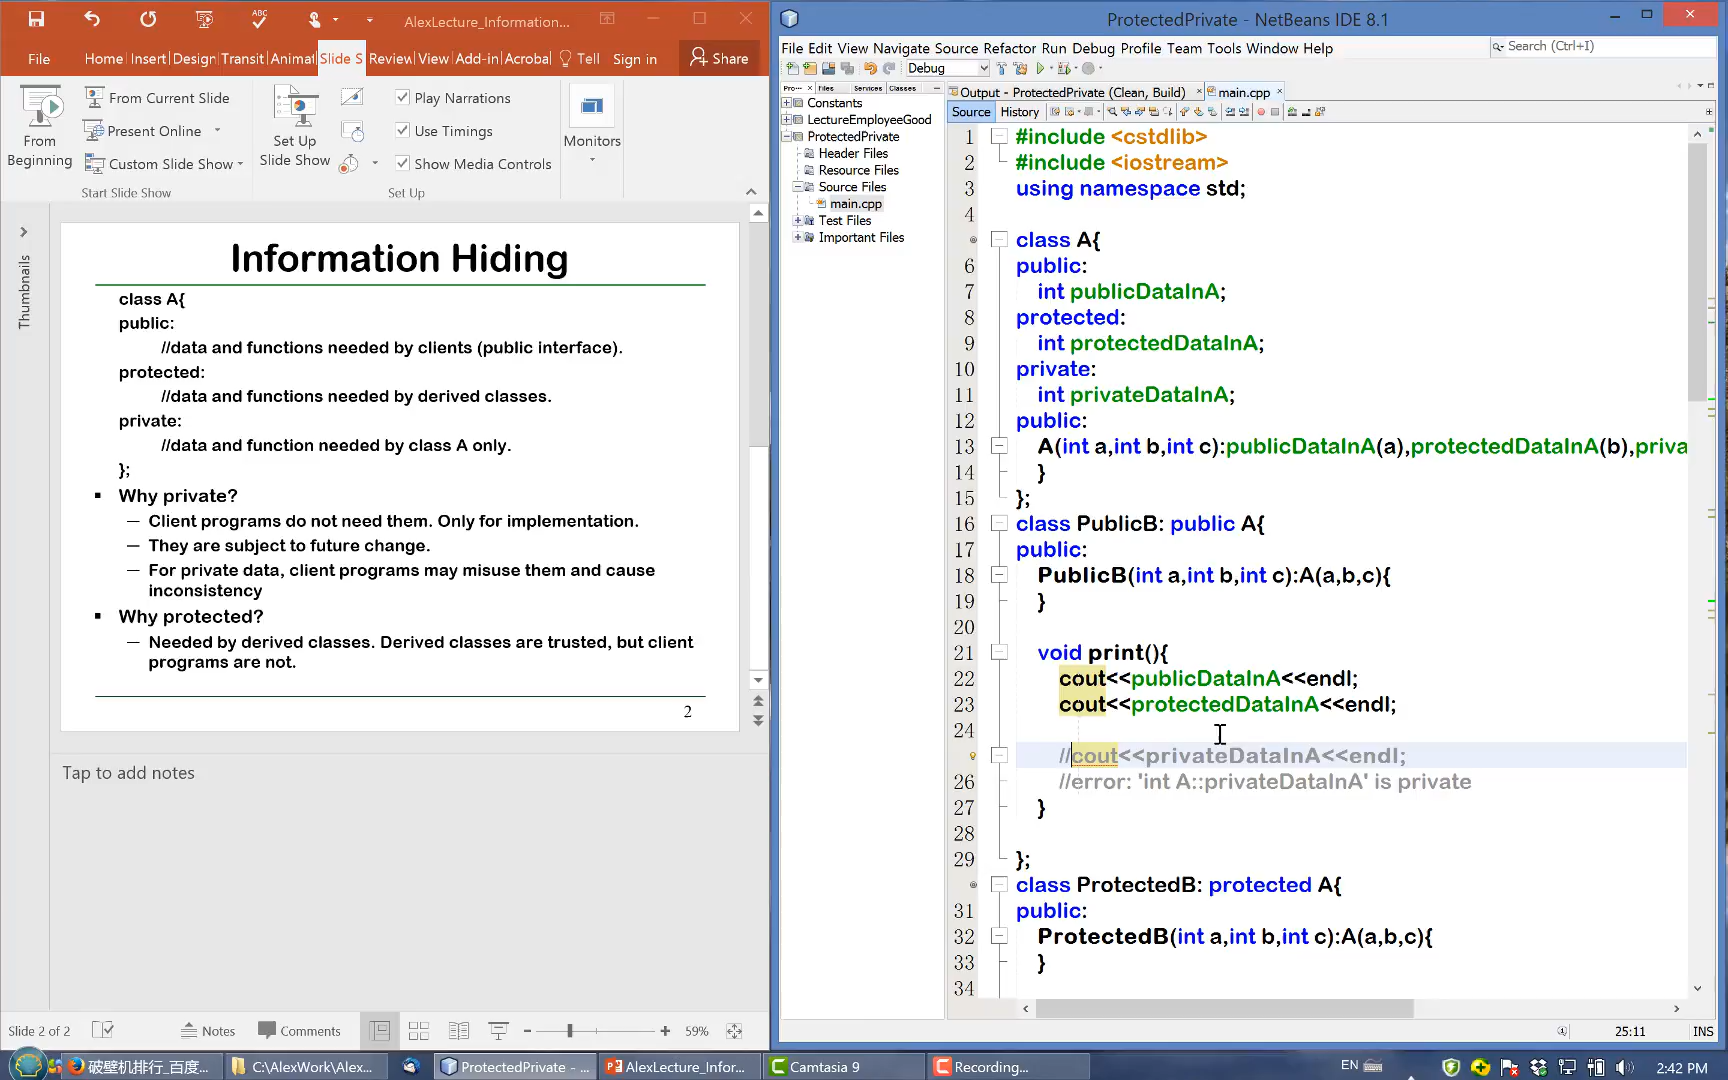 AlexLecture_Information...
File Home Insert Design Transit Animat Slide S Review View Add-in Acroba Tell Sign in Share
From Beginning
From Current Slide
Present Online
Custom Slide Show
Start Slide Show
Set Up Slide Show
Play Narrations
Use Timings
Show Media Controls
Set Up
Monitors
Thumbnails
Information Hiding
class A{
public:
//data and functions needed by clients (public interface).
protected:
//data and functions needed by derived classes.
private:
//data and function needed by class A only.
};
▪ Why private?
— Client programs do not need them. Only for implementation.
— They are subject to future change.
— For private data, client programs may misuse them and cause
inconsistency
▪ Why protected?
— Needed by derived classes. Derived classes are trusted, but client
programs are not.
2
Tap to add notes
Slide 2 of 2 Notes Comments 59%
ProtectedPrivate - NetBeans IDE 8.1
File Edit View Navigate Source Refactor Run Debug Profile Team Tools Window Help
Search (Ctrl+I)
Debug
Pro... Files Services Classes
Constants
LectureEmployeeGood
ProtectedPrivate
Header Files
Resource Files
Source Files
main.cpp
Test Files
Important Files
Output - ProtectedPrivate (Clean, Build) main.cpp
Source History
1 #include <cstdlib>
2 #include <iostream>
3 using namespace std;
4
class A{
6 public:
7 int publicDataInA;
8 protected:
9 int protectedDataInA;
10 private:
11 int privateDataInA;
12 public:
13 A(int a,int b,int c):publicDataInA(a),protectedDataInA(b),priva
14 }
15 };
16 class PublicB: public A{
17 public:
18 PublicB(int a,int b,int c):A(a,b,c){
19 }
20
21 void print(){
22 cout<<publicDataInA<<endl;
23 cout<<protectedDataInA<<endl;
24
//cout<<privateDataInA<<endl;
26 //error: 'int A::privateDataInA' is private
27 }
28
29 };
class ProtectedB: protected A{
31 public:
32 ProtectedB(int a,int b,int c):A(a,b,c){
33 }
34
25:11 INS
破壁机排行_百度... C:\AlexWork\Alex... ProtectedPrivate - ... AlexLecture_Infor... Camtasia 9 Recording... EN 2:42 PM